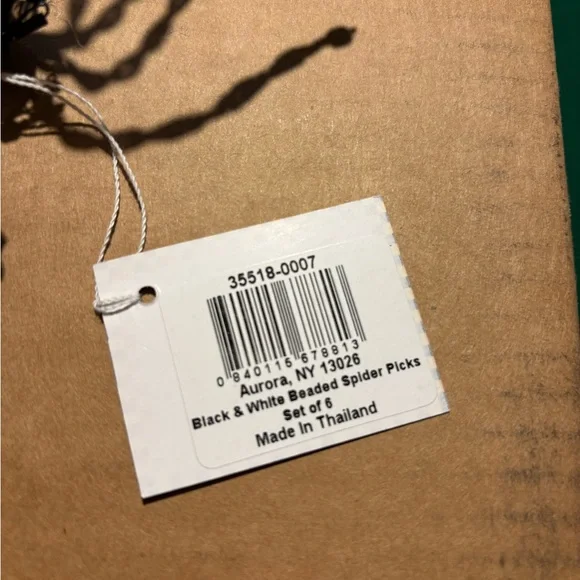 35518-0007
0 840115 678813
Aurora, NY 13026
Black & White Beaded Spider Picks
Set of 6
Made In Thailand